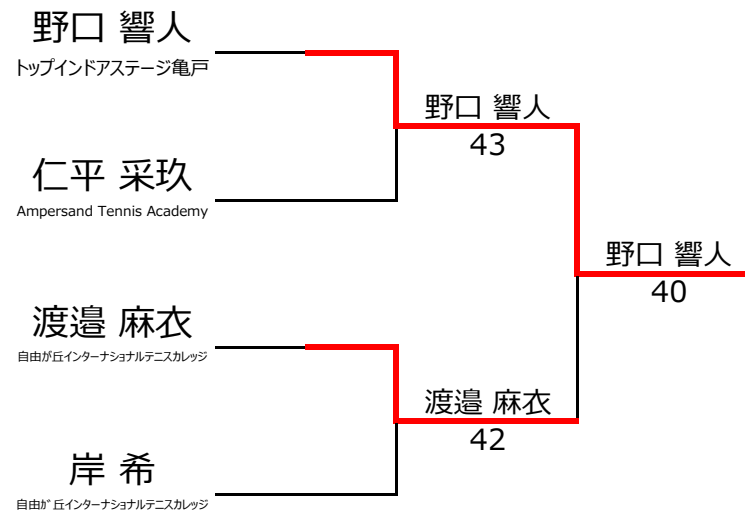 野口 響人
トップインドアステージ亀戸
野口 響人
43
仁平 采玖
Ampersand Tennis Academy
野口 響人
40
渡邉 麻衣
自由が丘インターナショナルテニスカレッジ
渡邉 麻衣
42
岸 希
自由か゛丘インターナショナルテニスカレッジ